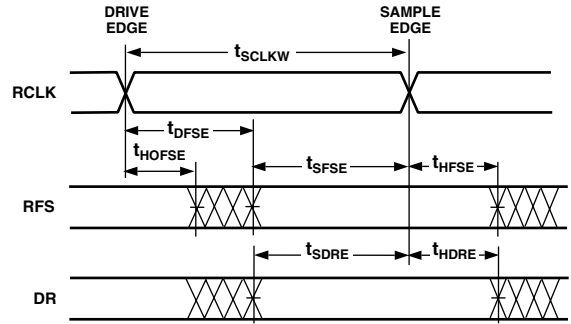 DRIVE EDGE
SAMPLE EDGE
tSCLKW
RCLK
tDFSE
tHOFSE
tSFSE
tHFSE
RFS
tSDRE
tHDRE
DR